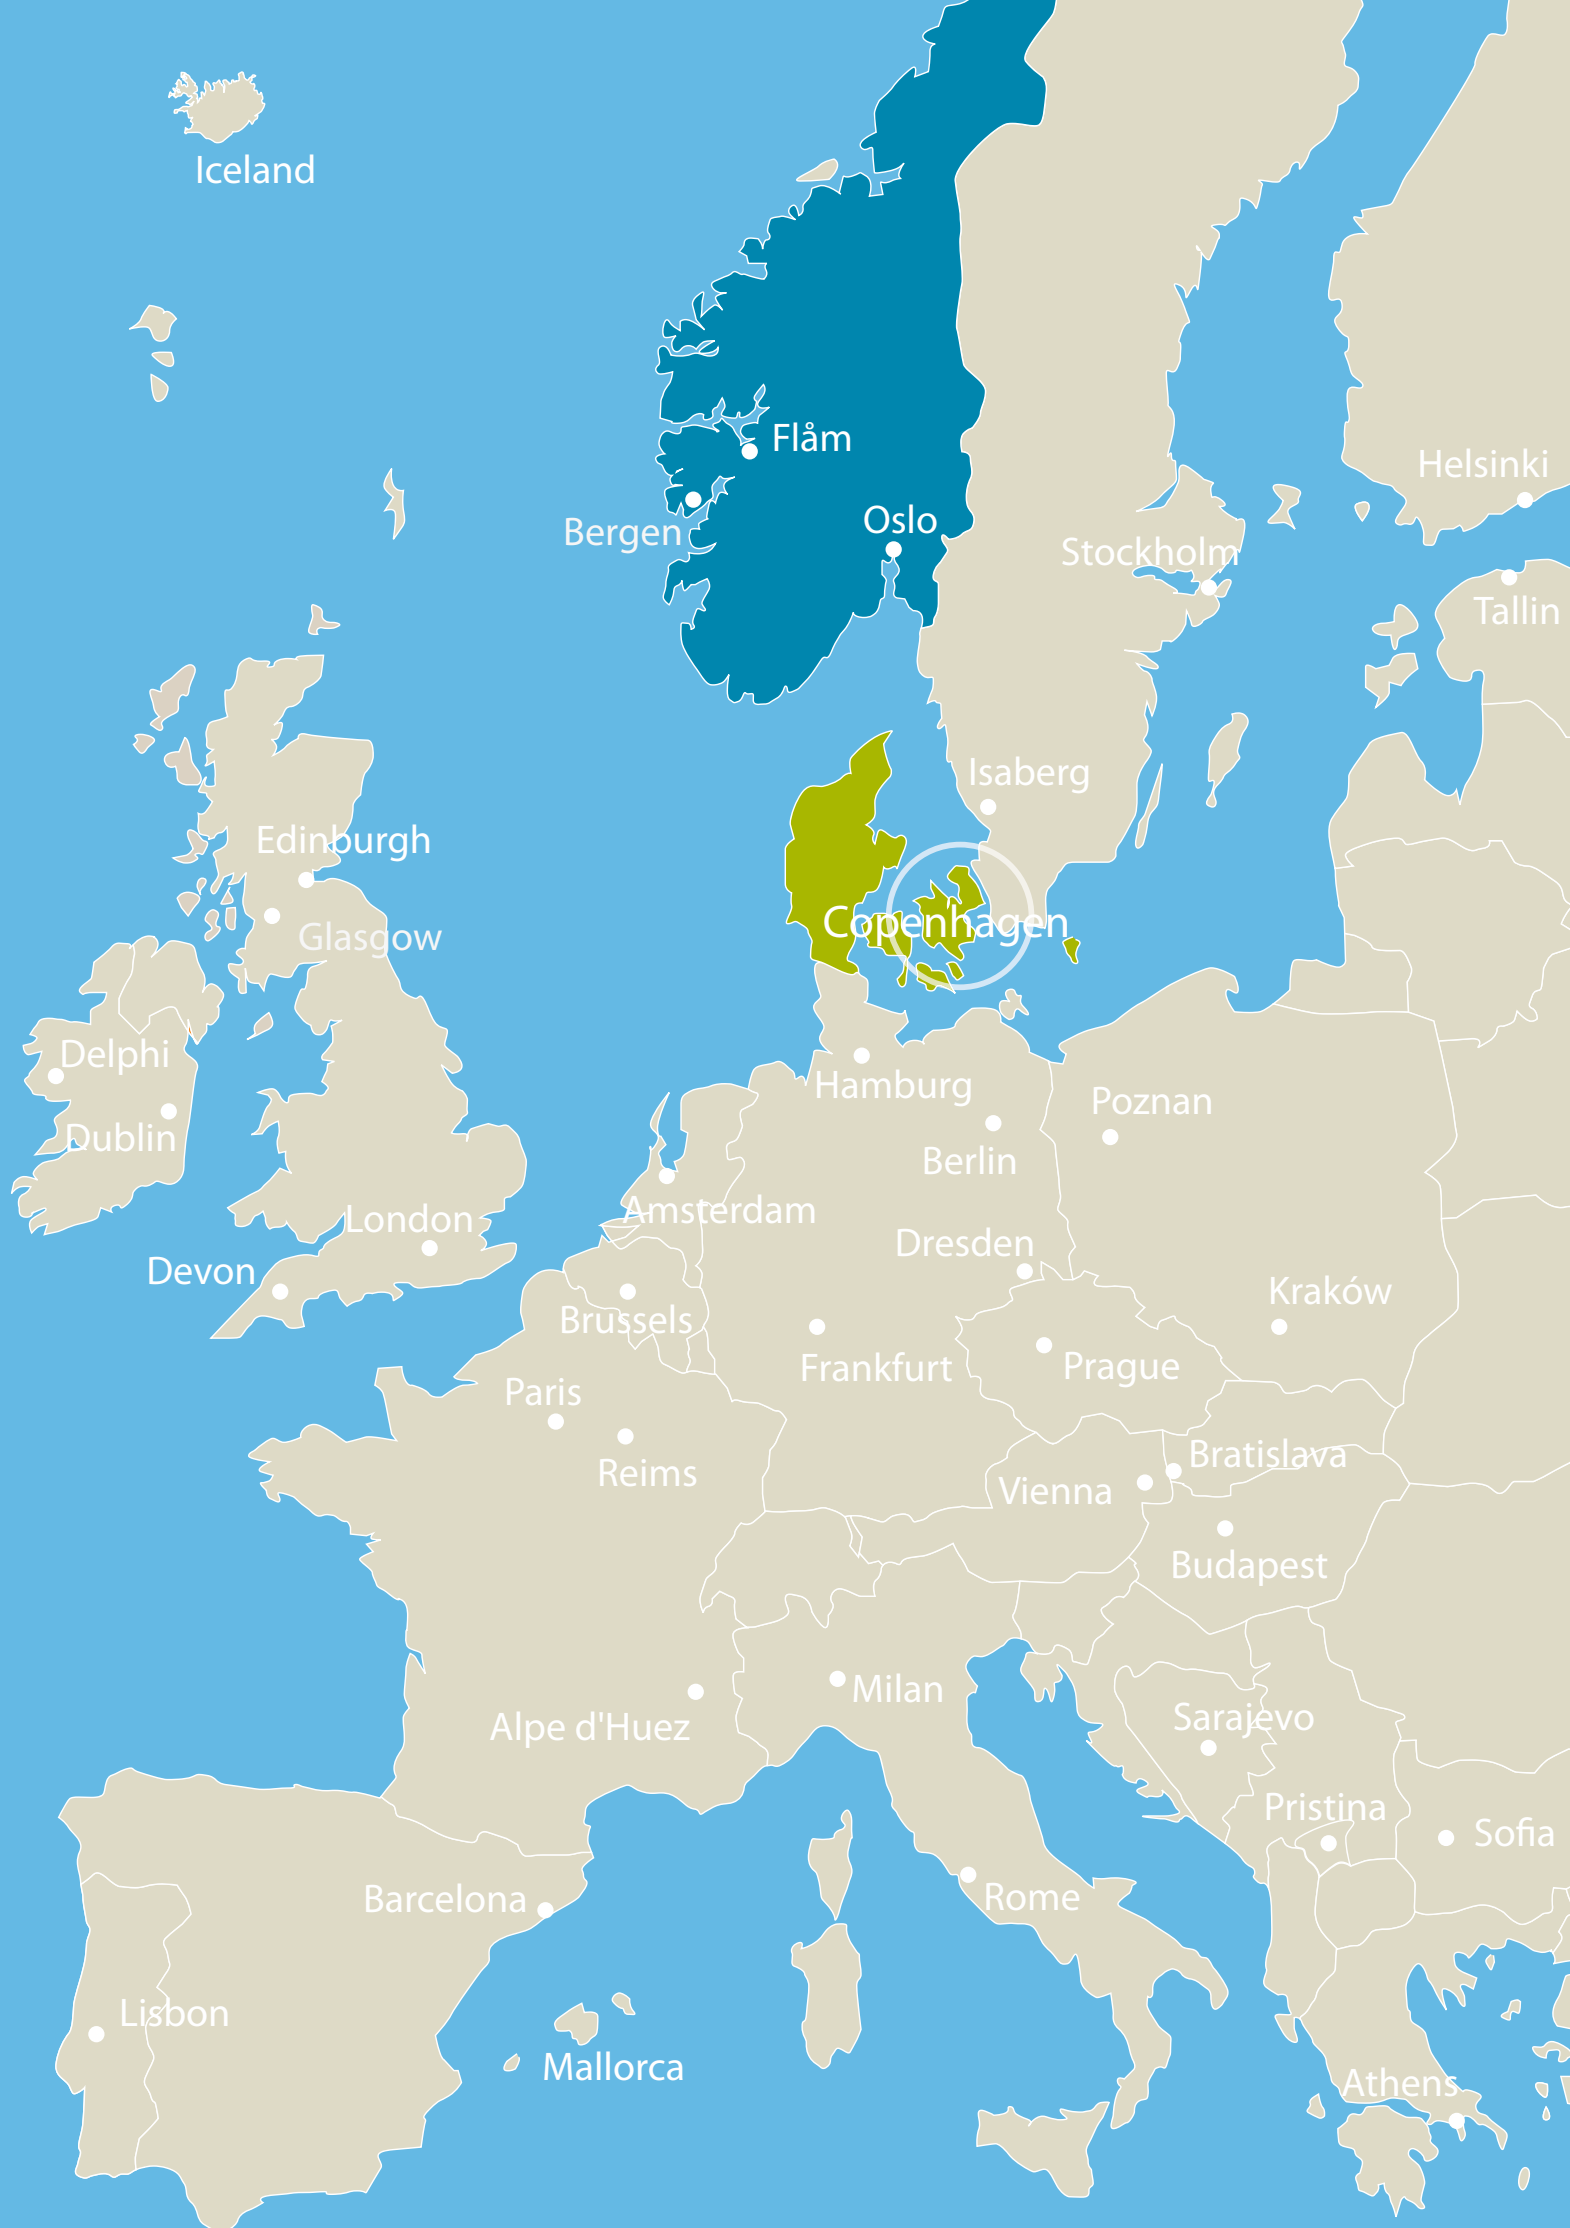 Iceland
Flåm
Helsinki
Oslo
Bergen
Stockholm
Tallin
Isaberg
Edinburgh
Copenhagen
Glasgow
Delphi
Hamburg
Poznan
Dublin
Berlin
Amsterdam
London
Dresden
Devon
Kraków
Brussels
Prague
Frankfurt
Paris
Bratislava
Reims
Vienna
Budapest
Milan
Sarajevo
Alpe d'Huez
Pristina
Sofia
Rome
Barcelona
Lisbon
Mallorca
Athens